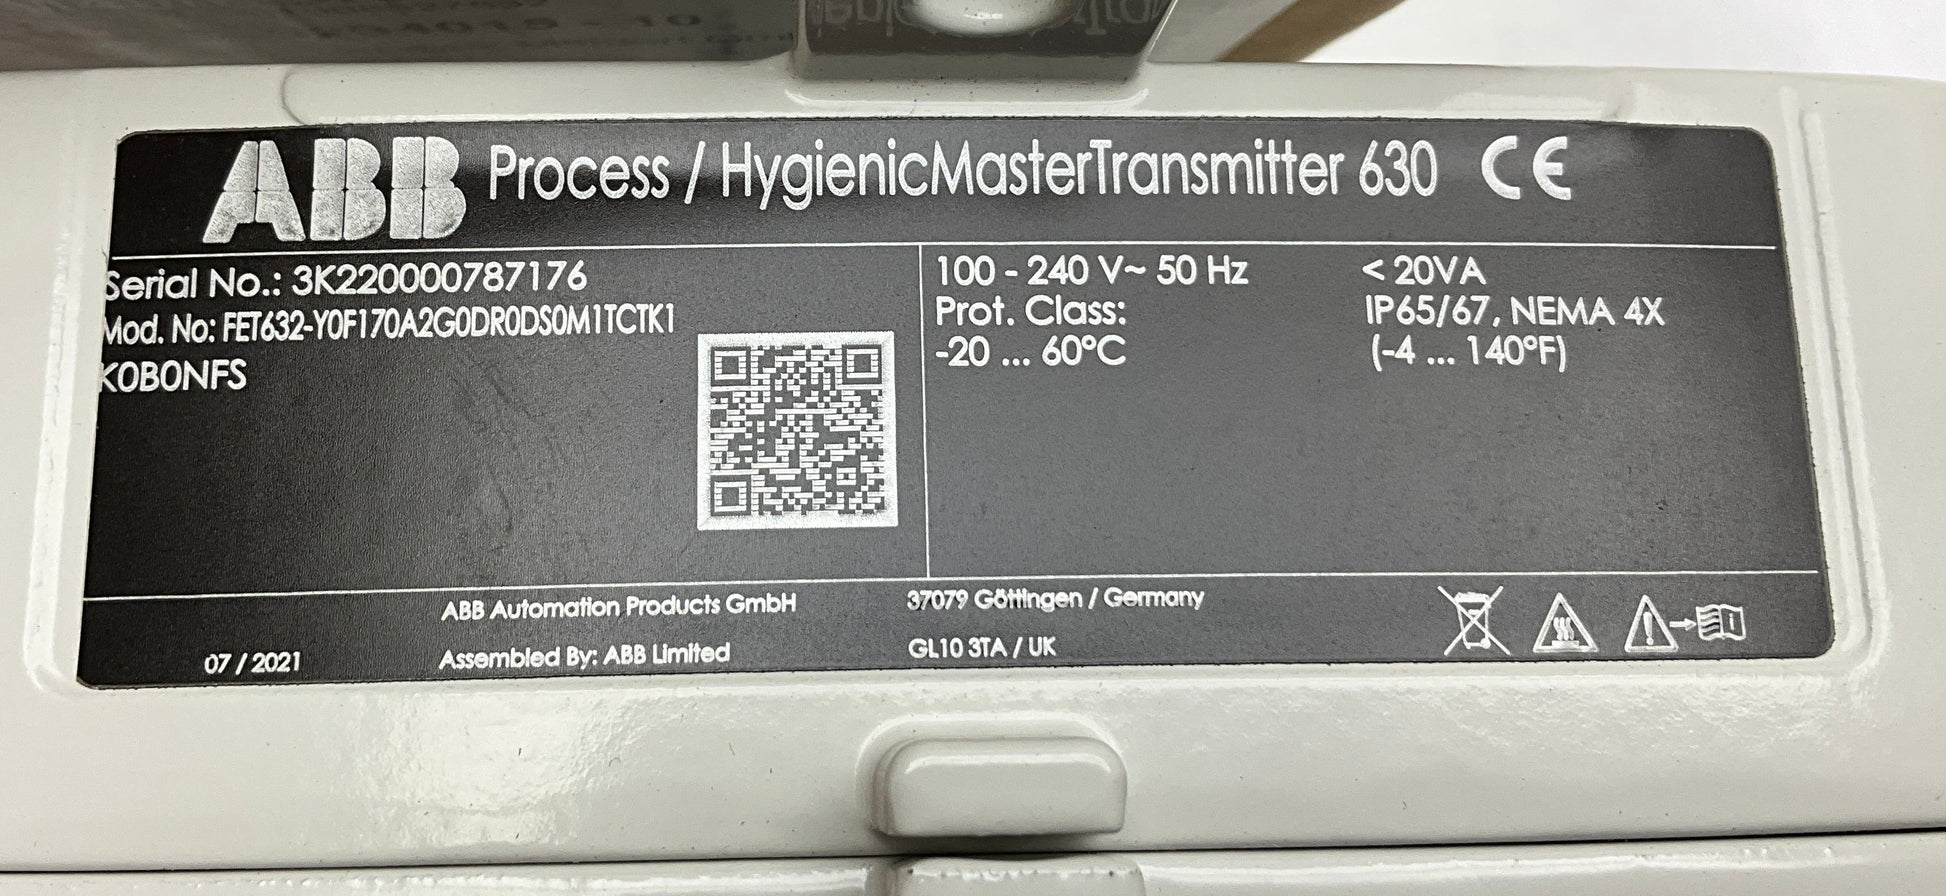 ABB Process / HygienicMasterTransmitter 630 CE
Serial No.: 3K220000787176
Mod. No: FET632-Y0F170A2G0DR0DS0M1TCTK1
K0B0NFS
100 - 240 V~ 50 Hz < 20VA
Prot. Class: IP65/67, NEMA 4X
-20 ... 60°C (-4 ... 140°F)
ABB Automation Products GmbH 37079 Göttingen / Germany
07 / 2021 Assembled By: ABB Limited GL10 3TA / UK